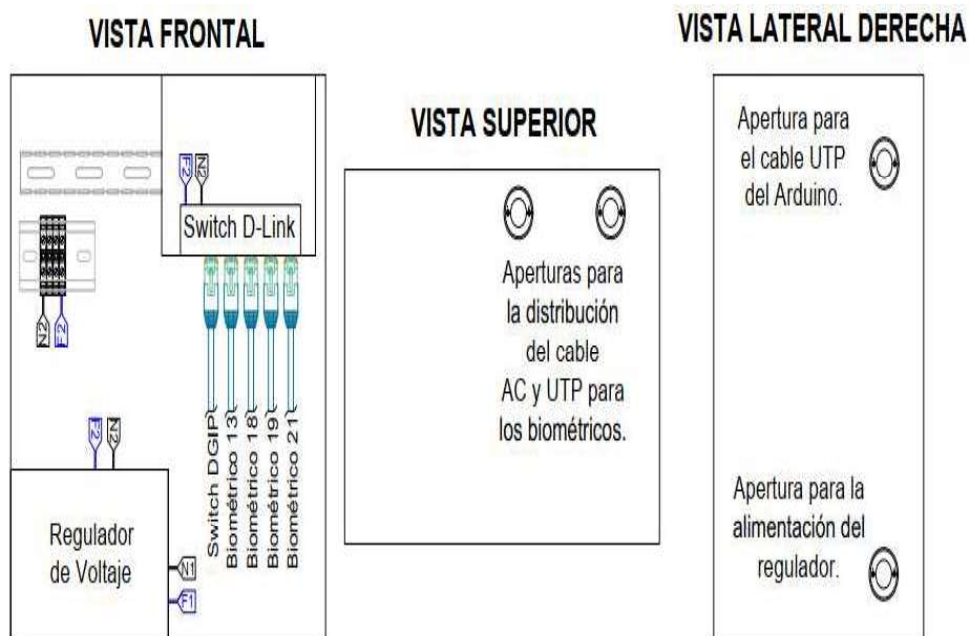 VISTA FRONTAL
F2
N2
Switch D-Link
N2
F2
Switch DGIP
Biométrico 13
Biométrico 18
Biométrico 19
Biométrico 21
F2
N2
Regulador
de Voltaje
N1
F1
VISTA SUPERIOR
Aperturas para
la distribución
del cable
AC y UTP para
los biométricos.
VISTA LATERAL DERECHA
Apertura para
el cable UTP
del Arduino.
Apertura para la
alimentación del
regulador.